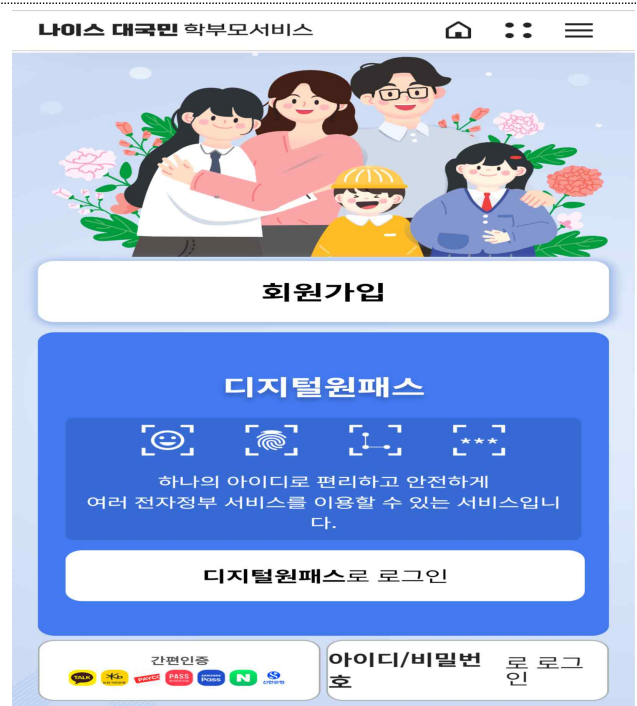 나이스 대국민 학부모서비스
회원가입
디지털원패스
***
하나의 아이디로 편리하고 안전하게
여러 전자정부 서비스를 이용할 수 있는 서비스입니
다.
디지털원패스로 로그인
간편인증
TALK
PAYCO
PASS
Pass
N
아이디/비밀번
호
로 로그
인